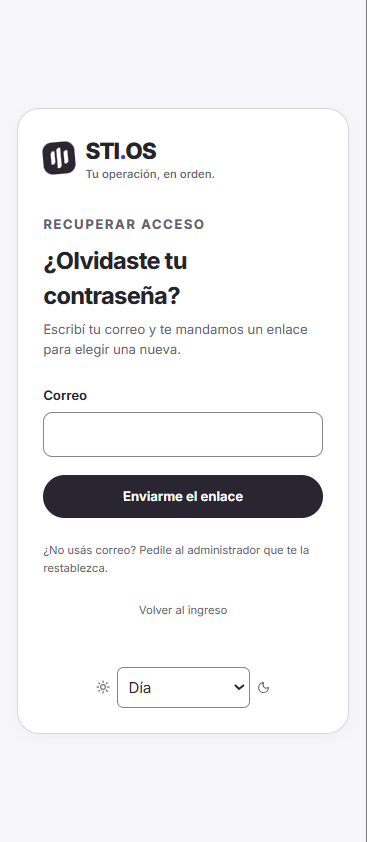 STI.OS
Tu operación, en orden.
RECUPERAR ACCESO
¿Olvidaste tu
contraseña?
Escribí tu correo y te mandamos un enlace
para elegir una nueva.
Correo
Enviarme el enlace
¿No usás correo? Pedile al administrador que te la
restablezca.
Volver al ingreso
Día